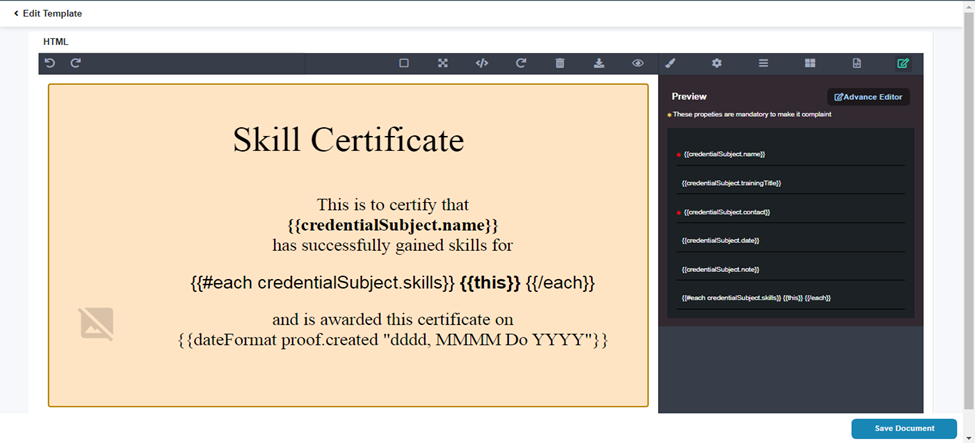 Edit Template
HTML
Skill Certificate
This is to certify that
{{credentialSubject.name}}
has successfully gained skills for
{{#each credentialSubject.skills}} {{this}} {{/each}}
and is awarded this certificate on
{{dateFormat proof.created "dddd, MMMM Do YYYY"}}
Preview
Advance Editor
* These propeties are mandatory to make it complaint
{{credentialSubject.name}}
{{credentialSubject.trainingTitle}}
{{credentialSubject.contact}}
{{credentialSubject.date}}
{{credentialSubject.note}}
{{#each credentialSubject.skills}} {{this}} {{/each}}
Save Document